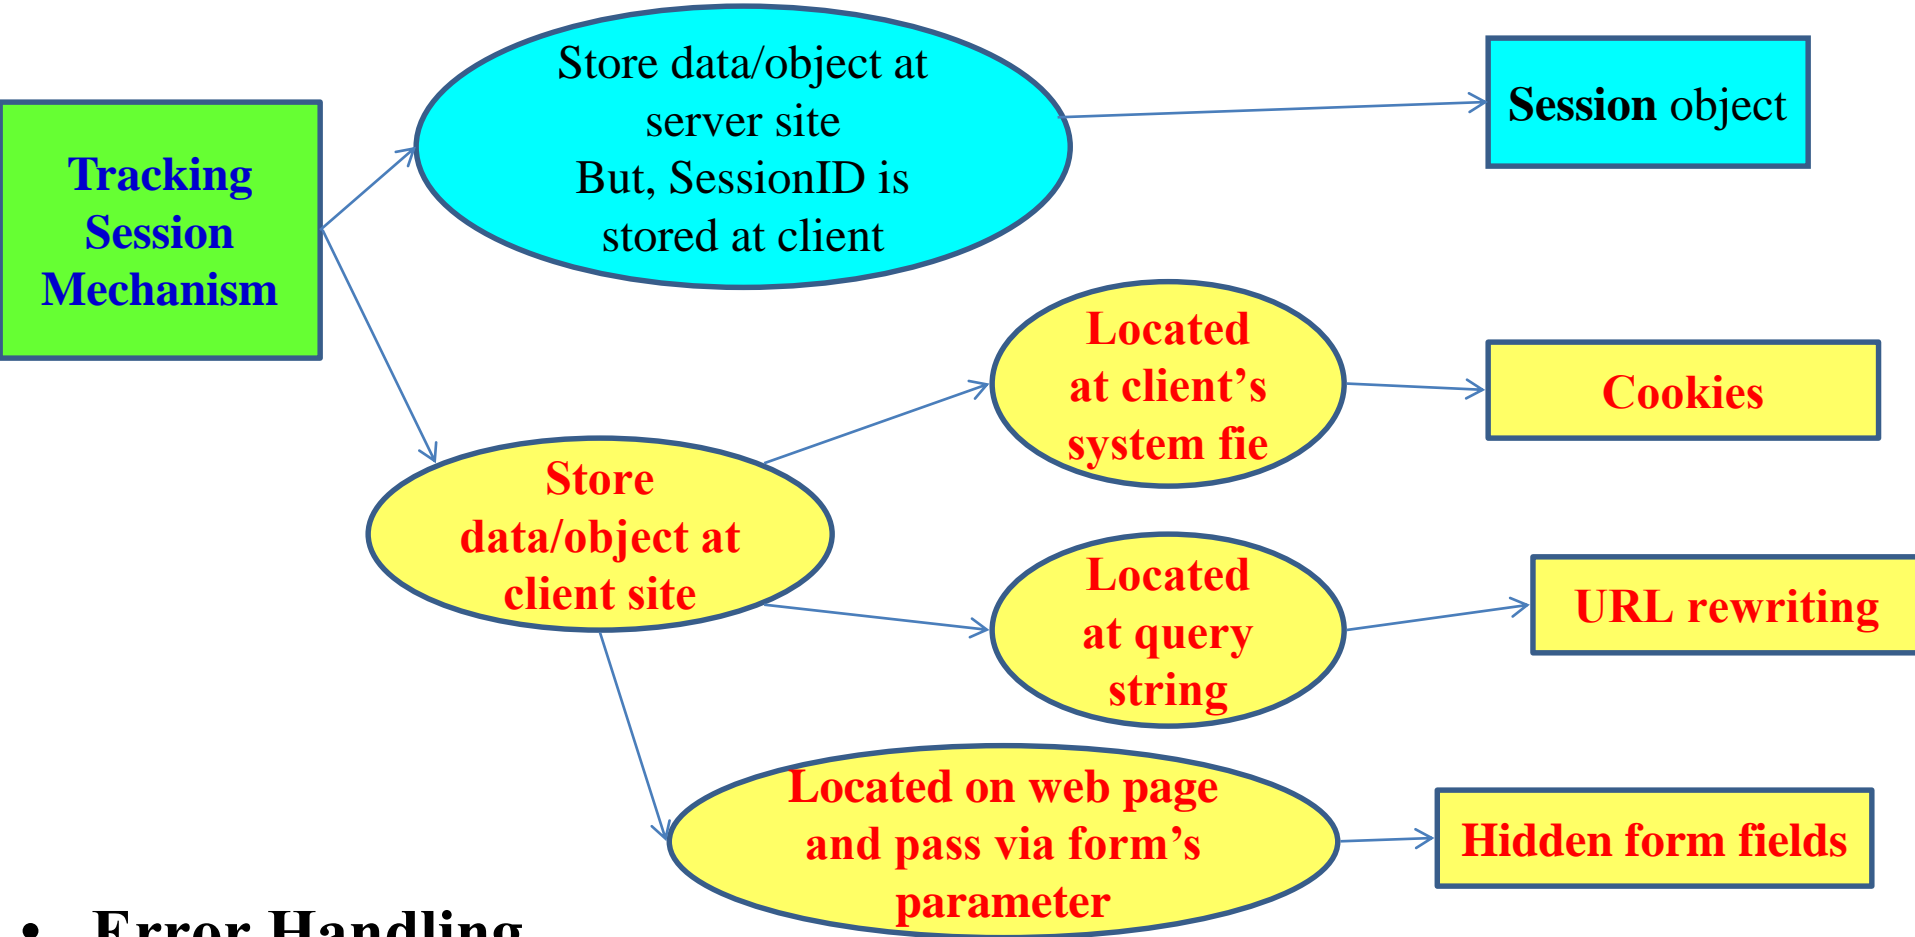 Tracking
Session
Mechanism
Store data/object at
server site
But, SessionID is
stored at client
Session object
Located
at client’s
system fie
Cookies
Store
data/object at
client site
Located
at query
string
URL rewriting
Located on web page
and pass via form’s
parameter
Hidden form fields
• Error Handling